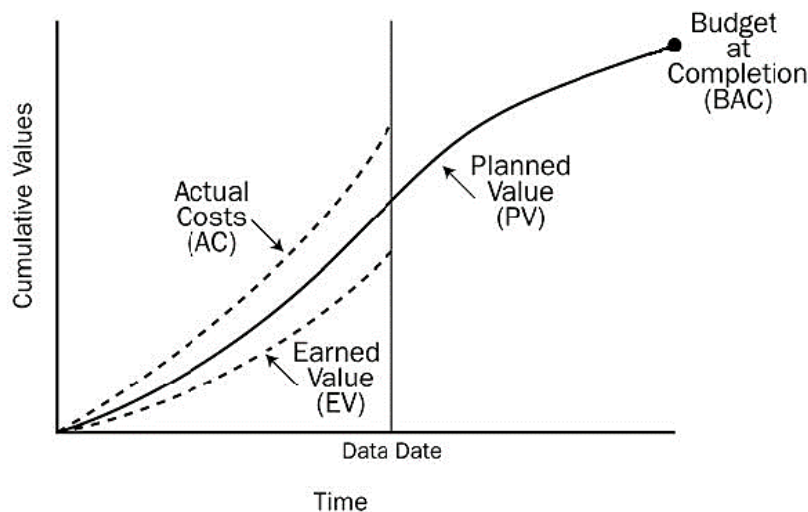 Budget
at
Completion
(BAC)
Cumulative Values
Actual
Costs
(AC)
Planned
Value
(PV)
Earned
Value
(EV)
Data Date
Time